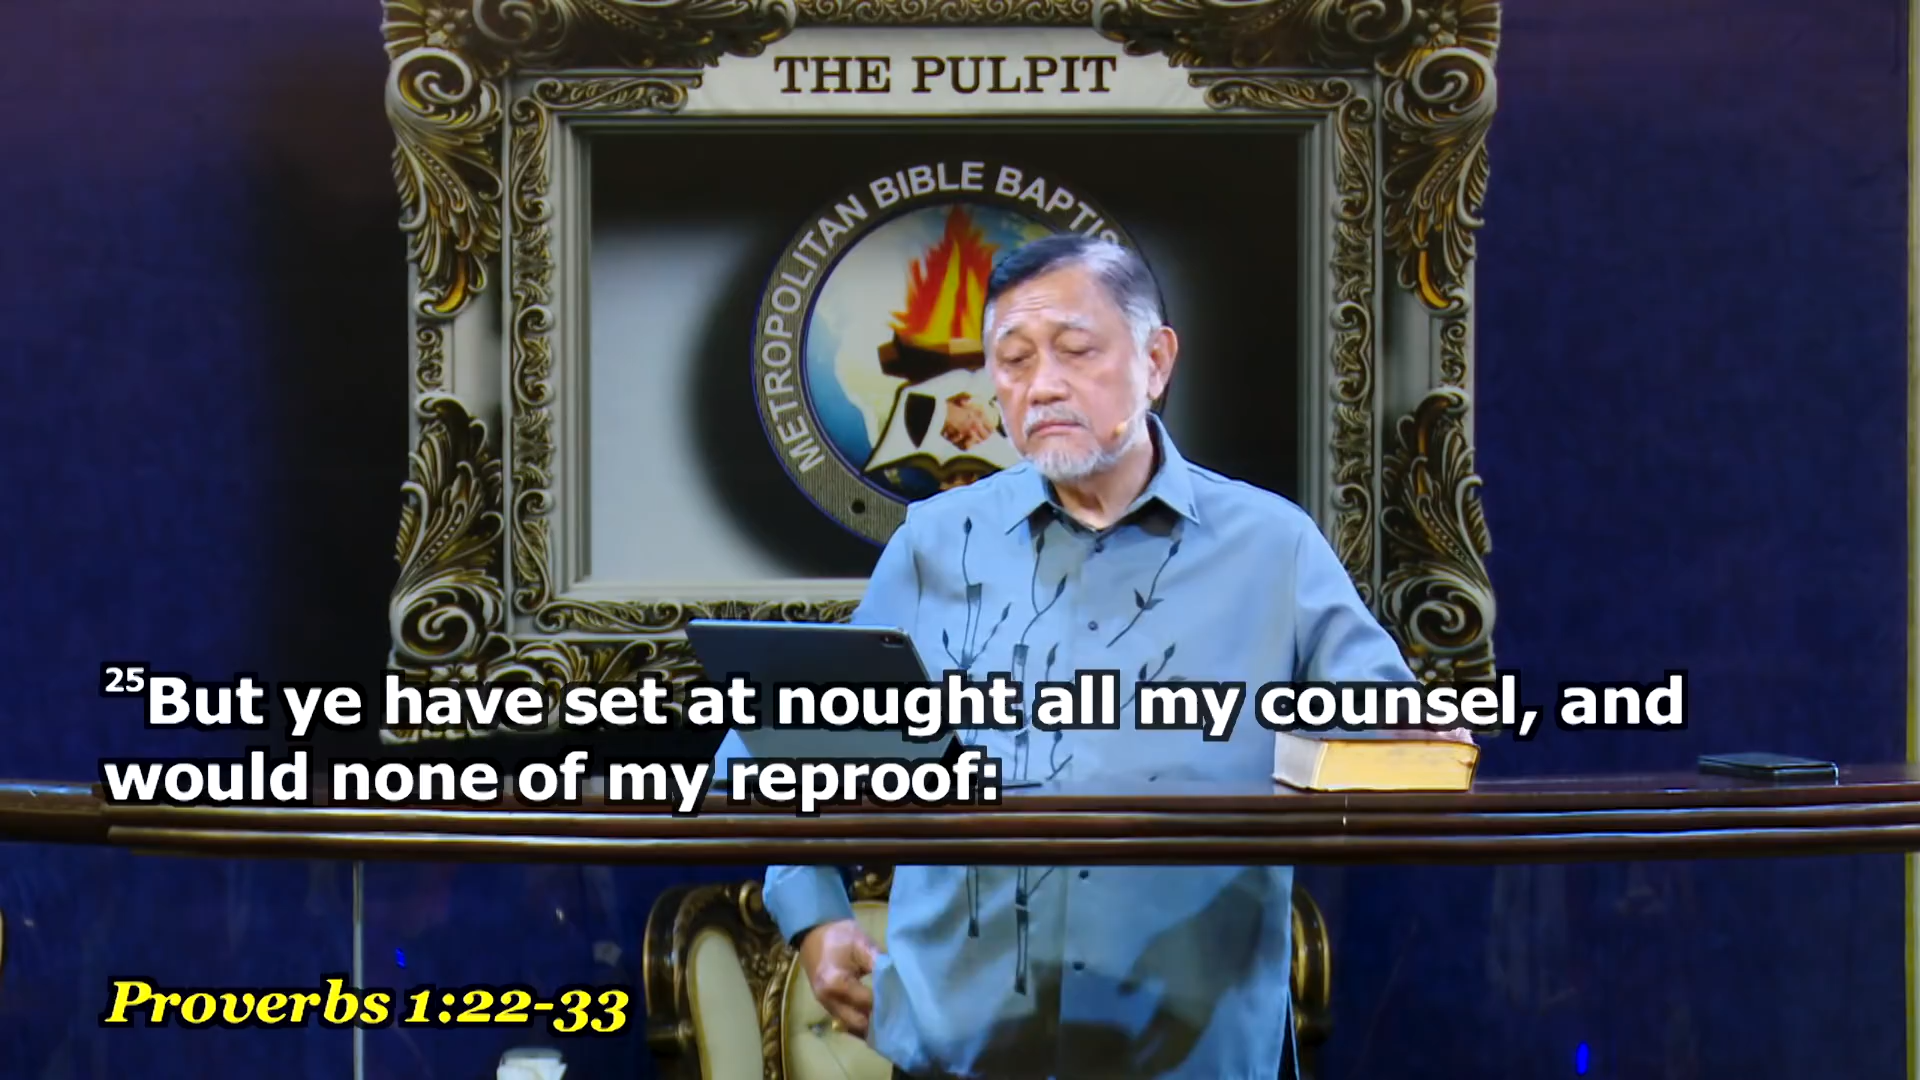 THE PULPIT
METROPOLITAN BIBLE BAPTIS
25But ye have set at nought all my counsel, and
would none of my reproof:
Proverbs 1:22-33